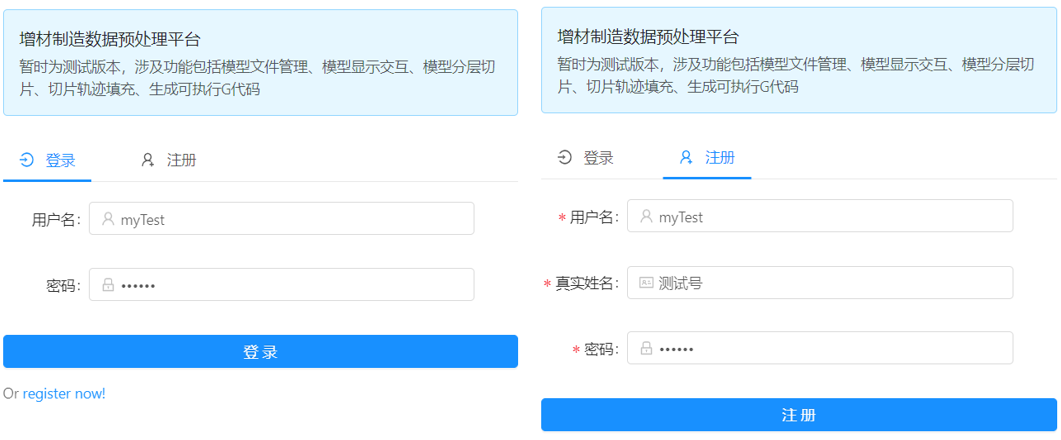 增材制造数据预处理平台
暂时为测试版本，涉及功能包括模型文件管理、模型显示交互、模型分层切
片、切片轨迹填充、生成可执行G代码
登录 注册
用户名: myTest
密码: ••••••
登 录
Or register now!
增材制造数据预处理平台
暂时为测试版本，涉及功能包括模型文件管理、模型显示交互、模型分层切
片、切片轨迹填充、生成可执行G代码
登录 注册
* 用户名: myTest
* 真实姓名: 测试号
* 密码: ••••••
注 册